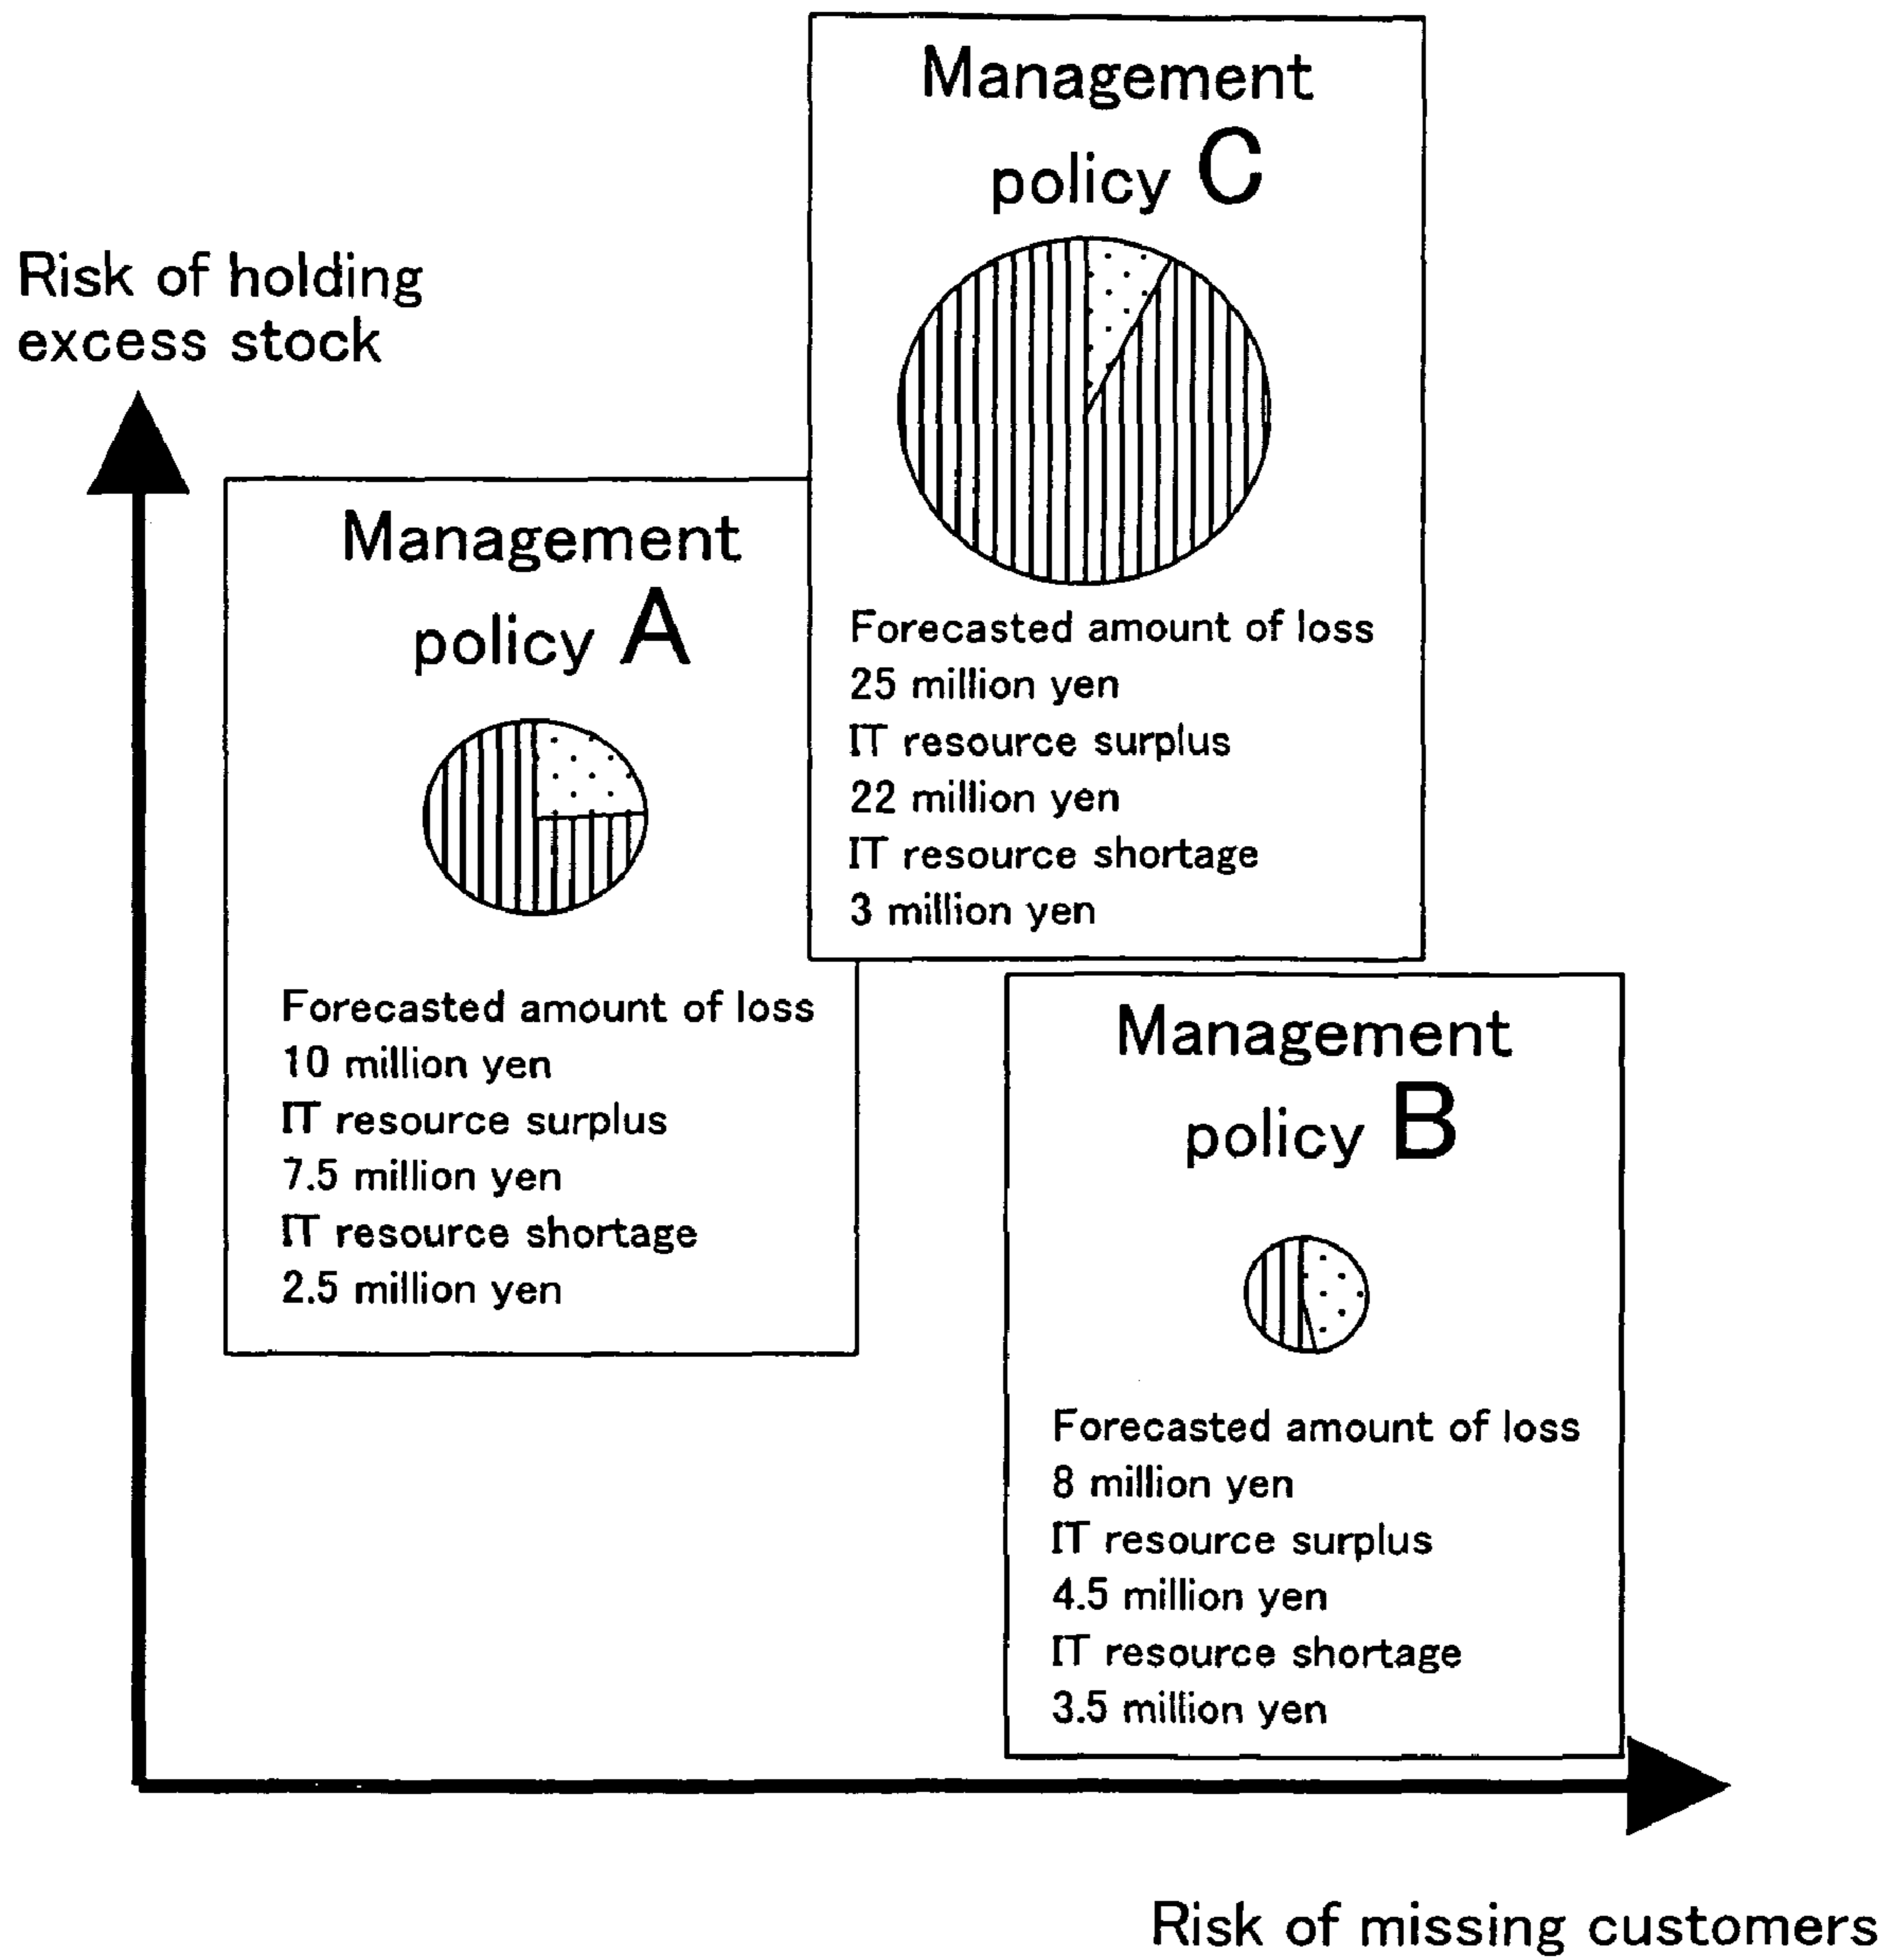 Risk of holding
excess stock
Management
policy A
Forecasted amount of loss
10 million yen
IT resource surplus
7.5 million yen
IT resource shortage
2.5 million yen
Management
policy C
Forecasted amount of loss
25 million yen
IT resource surplus
22 million yen
IT resource shortage
3 million yen
Management
policy B
Forecasted amount of loss
8 million yen
IT resource surplus
4.5 million yen
IT resource shortage
3.5 million yen
Risk of missing customers